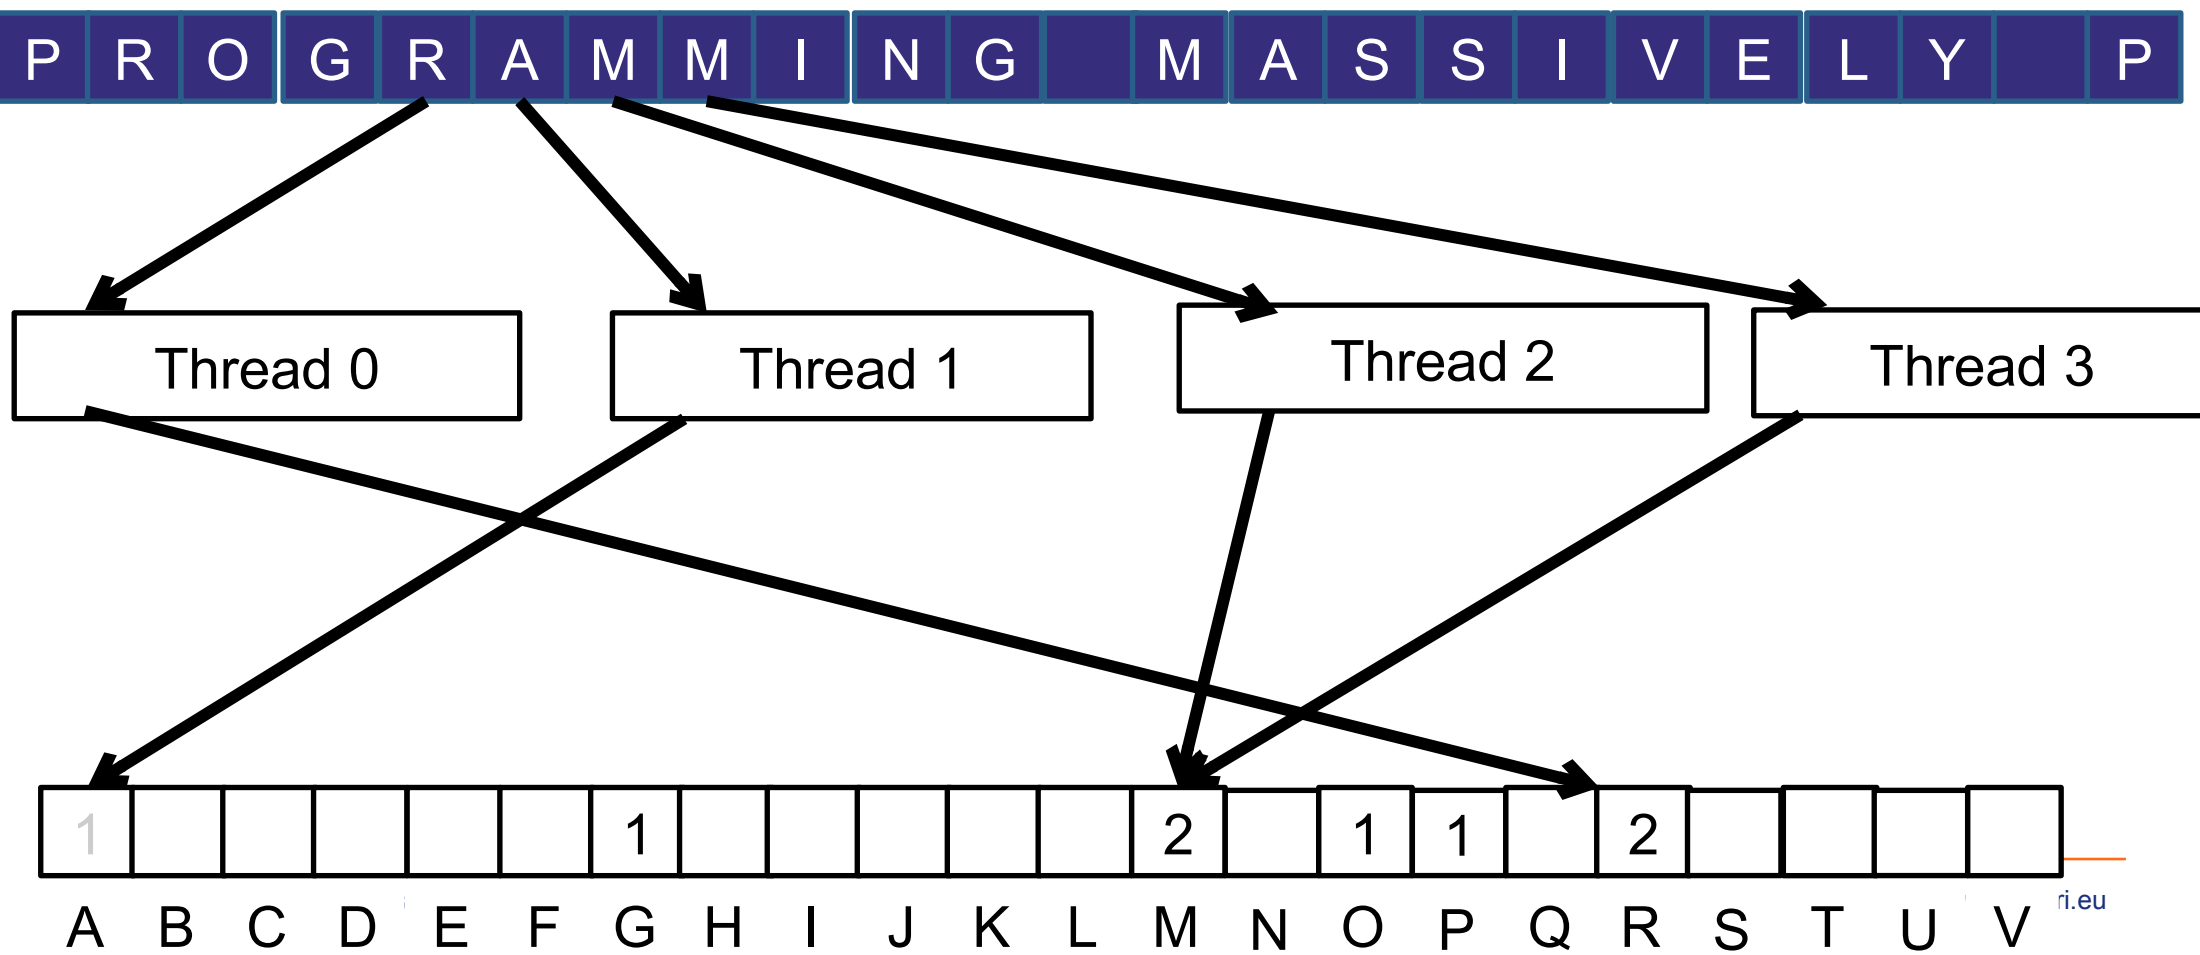 P R O G R A M M I N G M A S S I V E L Y P
Thread 0 Thread 1 Thread 2 Thread 3
1 1 2 1 1 2
A B C D E F G H I J K L M N O P Q R S T U V
ri.eu